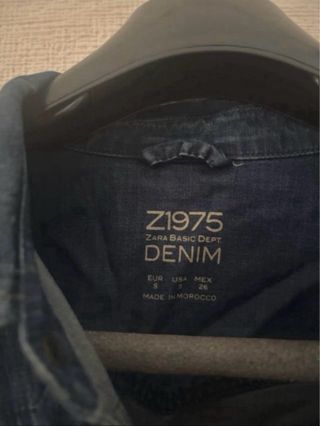 Z1975
ZARA BASIC DEPT.
DENIM
EUR USA MEX
S S 26
MADE IN MOROCCO